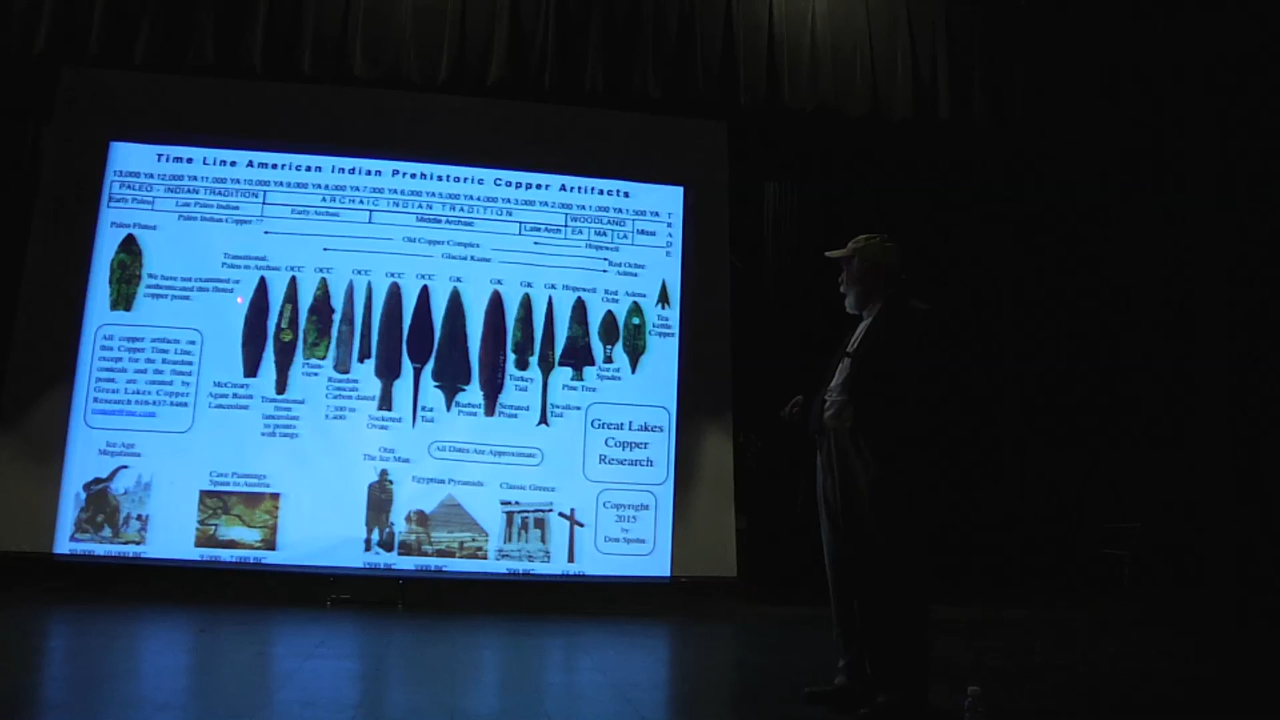 Time Line American Indian Prehistoric Copper Artifacts
13,000 YA 12,000 YA 11,000 YA 10,000 YA 9,000 YA 8,000 YA 7,000 YA 6,000 YA 5,000 YA 4,000 YA 3,000 YA 2,000 YA 1,000 YA 1,500 YA
TRADE
PALEO - INDIAN TRADITION
ARCHAIC INDIAN TRADITION
WOODLAND
Early Paleo
Late Paleo Indian
Early Archaic
Middle Archaic
Late Arch
EA
MA
LA
Missi
Paleo Indian Copper ??
Old Copper Complex
Hopewell
Glacial Kame
Red Ochre
Adena
Paleo Fluted
We have not examined or
authenticated this fluted
copper point.
Transitional,
Paleo to Archaic
OCC
OCC
OCC
OCC
OCC
GK
GK
GK
GK
Hopewell
Red
Ochre
Adena
Tea
kettle
Copper
McCreary
Agate Basin
Lanceolate
Transitional
from
lanceolate
to points
with tangs
Plain-
view
Reardon
Conicals
Carbon dated
Socketed
Ovate
Rat
Tail
Barbed
Point
Serrated
Point
Turkey
Tail
Swallow
Tail
Pine Tree
Ace of
Spades
All copper artifacts on
this Copper Time Line,
except for the Reardon
conicals and the fluted
point, are curated by
Great Lakes Copper
Research 616-837-8468
All Dates Are Approximate
Great Lakes
Copper
Research
Copyright
2015
by:
Don Spohn
Ice Age
Megafauna
Cave Paintings
Spain to Austria
Otzi
The Ice Man
Egyptian Pyramids
Classic Greece